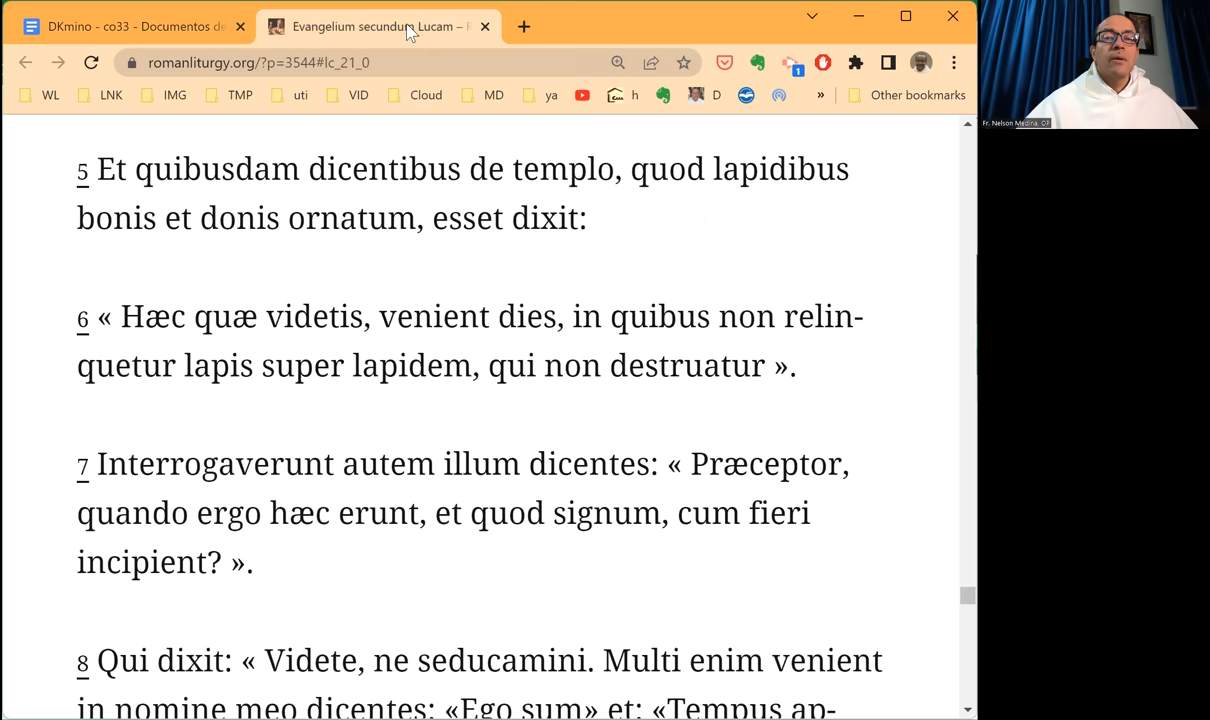 DKmino - co33 - Documentos de
Evangelium secundum Lucam – R
romanliturgy.org/?p=3544#lc_21_0
WL LNK IMG TMP uti VID Cloud MD ya h D » Other bookmarks
1
Fr. Nelson Medina, OP
5 Et quibusdam dicentibus de templo, quod lapidibus
bonis et donis ornatum, esset dixit:
6 « Hæc quæ videtis, venient dies, in quibus non relin-
quetur lapis super lapidem, qui non destruatur ».
7 Interrogaverunt autem illum dicentes: « Præceptor,
quando ergo hæc erunt, et quod signum, cum fieri
incipient? ».
8 Qui dixit: « Videte, ne seducamini. Multi enim venient
in nomine meo dicentes: «Ego sum» et: «Tempus ap-